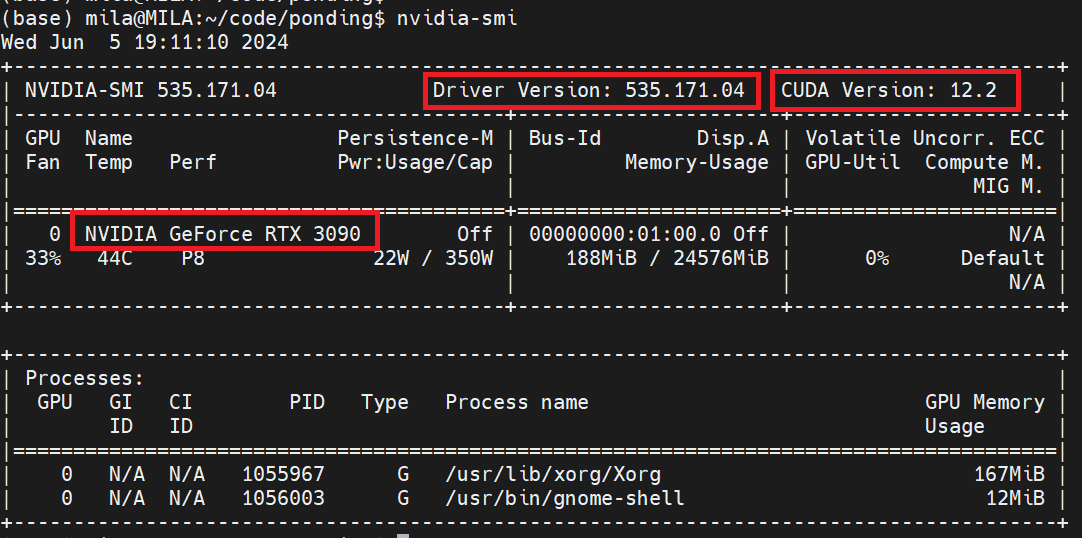 (base) mila@MILA:~/code/ponding$ nvidia-smi
Wed Jun  5 19:11:10 2024
+---------------------------------------------------------------------------------------+
| NVIDIA-SMI 535.171.04             Driver Version: 535.171.04   CUDA Version: 12.2     |
|-----------------------------------------+----------------------+----------------------+
| GPU  Name                 Persistence-M | Bus-Id        Disp.A | Volatile Uncorr. ECC |
| Fan  Temp   Perf          Pwr:Usage/Cap |         Memory-Usage | GPU-Util  Compute M. |
|                                         |                      |               MIG M. |
|=========================================+======================+======================|
|   0  NVIDIA GeForce RTX 3090        Off | 00000000:01:00.0 Off |                  N/A |
| 33%   44C    P8              22W / 350W |    188MiB / 24576MiB |      0%      Default |
|                                         |                      |                  N/A |
+-----------------------------------------+----------------------+----------------------+
+---------------------------------------------------------------------------------------+
| Processes:                                                                            |
|  GPU   GI   CI        PID   Type   Process name                            GPU Memory |
|        ID   ID                                                             Usage      |
|=======================================================================================|
|    0   N/A  N/A   1055967      G   /usr/lib/xorg/Xorg                          167MiB |
|    0   N/A  N/A   1056003      G   /usr/bin/gnome-shell                         12MiB |
+---------------------------------------------------------------------------------------+